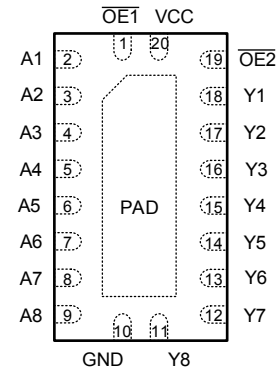 O̅E̅1̅ VCC
1 20
A1 2 19 O̅E̅2̅
A2 3 18 Y1
A3 4 17 Y2
A4 5 16 Y3
A5 6 PAD 15 Y4
A6 7 14 Y5
A7 8 13 Y6
A8 9 12 Y7
10 11
GND Y8